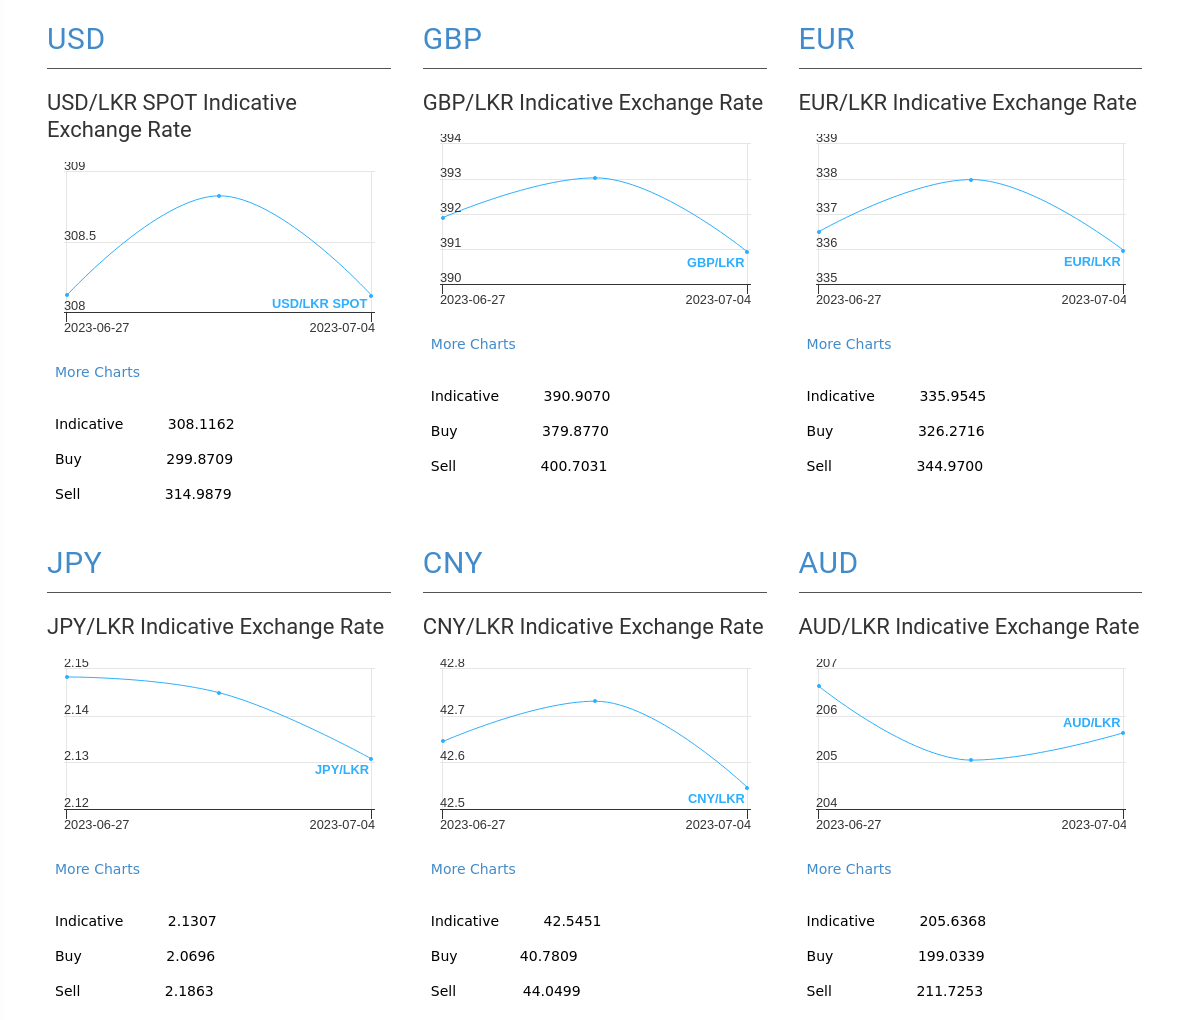 USD
USD/LKR SPOT Indicative
Exchange Rate
309
308.5
308
USD/LKR SPOT
2023-06-27 2023-07-04
More Charts
Indicative 308.1162
Buy 299.8709
Sell 314.9879
GBP
GBP/LKR Indicative Exchange Rate
394
393
392
391
390
GBP/LKR
2023-06-27 2023-07-04
More Charts
Indicative 390.9070
Buy 379.8770
Sell 400.7031
EUR
EUR/LKR Indicative Exchange Rate
339
338
337
336
335
EUR/LKR
2023-06-27 2023-07-04
More Charts
Indicative 335.9545
Buy 326.2716
Sell 344.9700
JPY
JPY/LKR Indicative Exchange Rate
2.15
2.14
2.13
2.12
JPY/LKR
2023-06-27 2023-07-04
More Charts
Indicative 2.1307
Buy 2.0696
Sell 2.1863
CNY
CNY/LKR Indicative Exchange Rate
42.8
42.7
42.6
42.5
CNY/LKR
2023-06-27 2023-07-04
More Charts
Indicative 42.5451
Buy 40.7809
Sell 44.0499
AUD
AUD/LKR Indicative Exchange Rate
207
206
205
204
AUD/LKR
2023-06-27 2023-07-04
More Charts
Indicative 205.6368
Buy 199.0339
Sell 211.7253